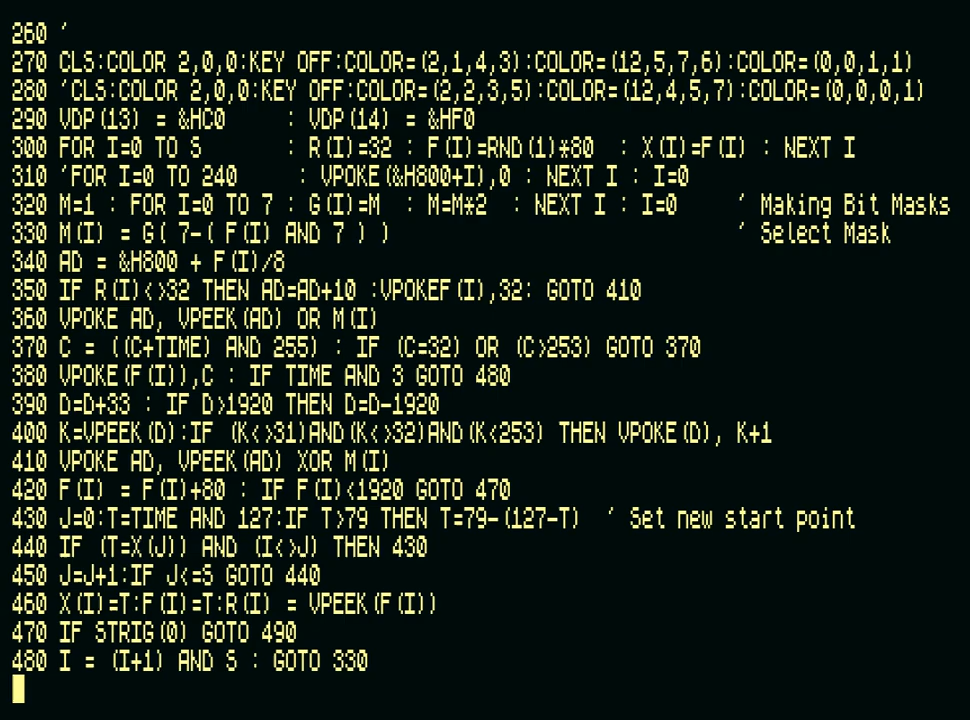 260 '
270 CLS:COLOR 2,0,0:KEY OFF:COLOR=(2,1,4,3):COLOR=(12,5,7,6):COLOR=(0,0,1,1)
280 'CLS:COLOR 2,0,0:KEY OFF:COLOR=(2,2,3,5):COLOR=(12,4,5,7):COLOR=(0,0,0,1)
290 VDP(13) = &HC0     : VDP(14) = &HF0
300 FOR I=0 TO S       : R(I)=32 : F(I)=RND(1)*80  : X(I)=F(I) : NEXT I
310 'FOR I=0 TO 240     : VPOKE(&H800+I),0 : NEXT I : I=0
320 M=1 : FOR I=0 TO 7 : G(I)=M  : M=M*2  : NEXT I : I=0     ' Making Bit Masks
330 M(I) = G( 7-( F(I) AND 7 ) )                             ' Select Mask
340 AD = &H800 + F(I)/8
350 IF R(I)<>32 THEN AD=AD+10 :VPOKEF(I),32: GOTO 410
360 VPOKE AD, VPEEK(AD) OR M(I)
370 C = ((C+TIME) AND 255) : IF (C=32) OR (C>253) GOTO 370
380 VPOKE(F(I)),C : IF TIME AND 3 GOTO 480
390 D=D+33 : IF D>1920 THEN D=D-1920
400 K=VPEEK(D):IF (K<>31)AND(K<>32)AND(K<253) THEN VPOKE(D), K+1
410 VPOKE AD, VPEEK(AD) XOR M(I)
420 F(I) = F(I)+80 : IF F(I)<1920 GOTO 470
430 J=0:T=TIME AND 127:IF T>79 THEN T=79-(127-T)  ' Set new start point
440 IF (T=X(J)) AND (I<>J) THEN 430
450 J=J+1:IF J<=S GOTO 440
460 X(I)=T:F(I)=T:R(I) = VPEEK(F(I))
470 IF STRIG(0) GOTO 490
480 I = (I+1) AND S : GOTO 330